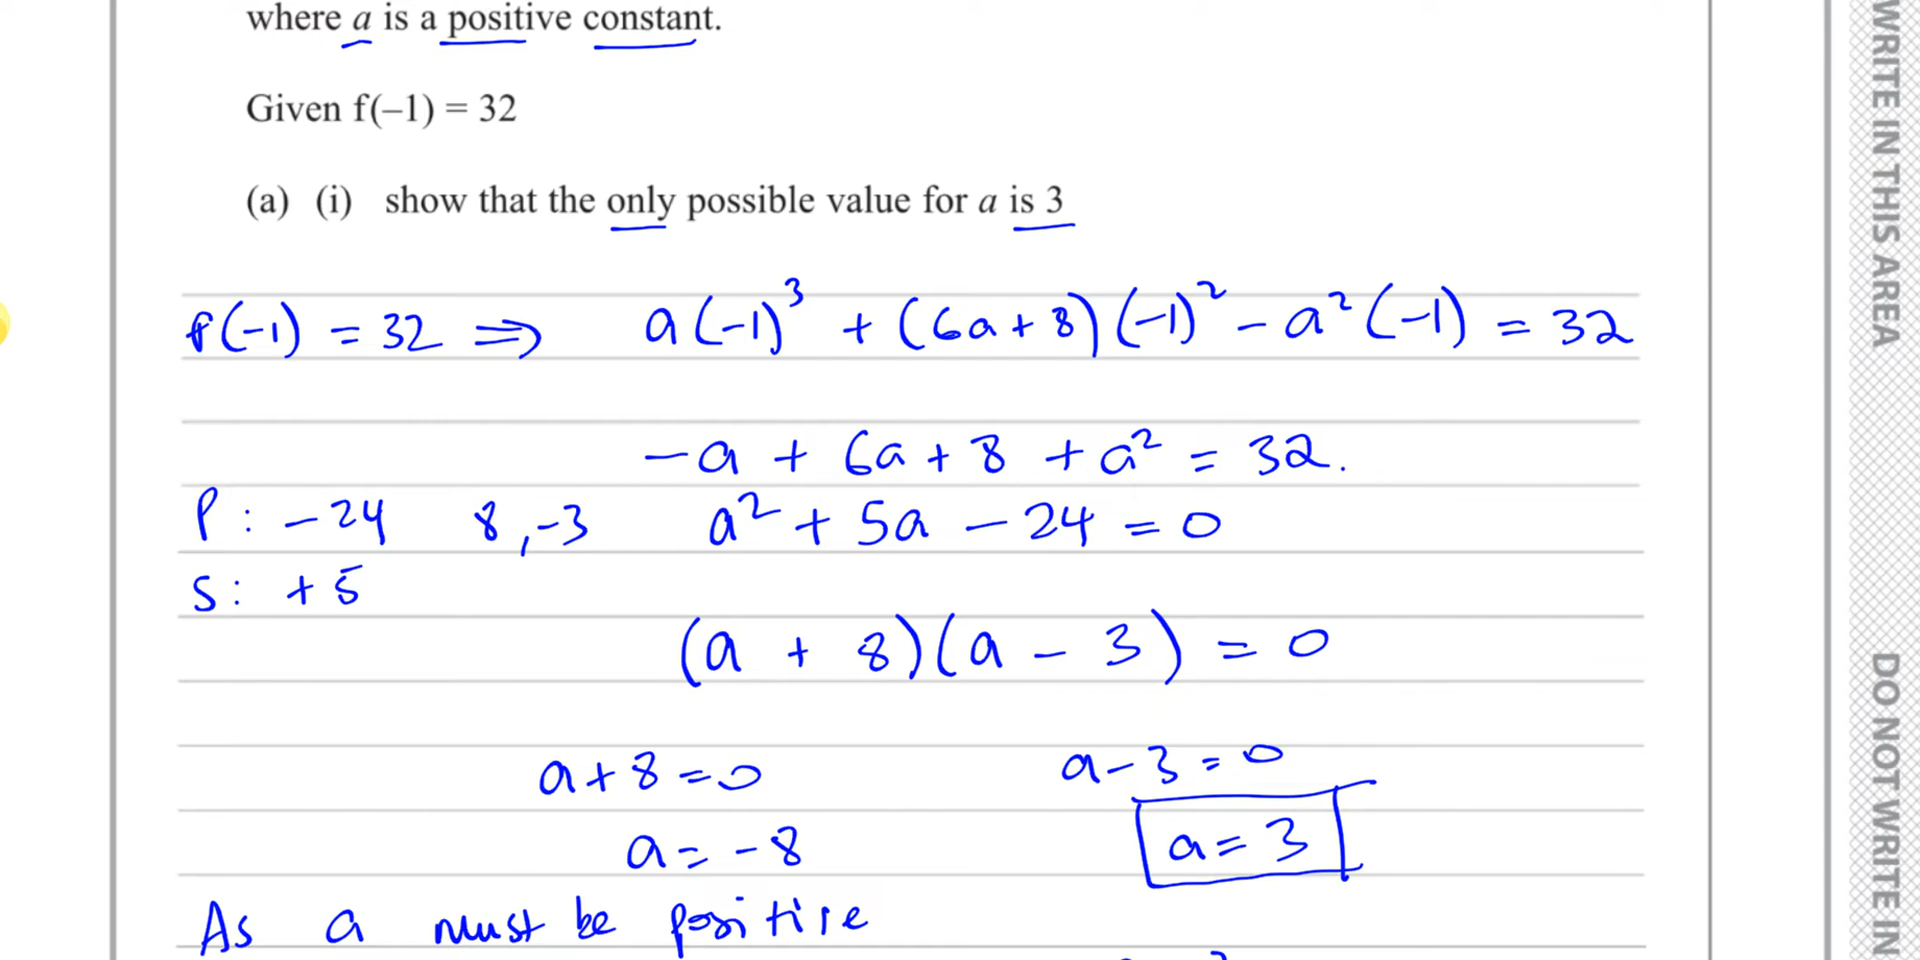 where a is a positive constant.
Given f(–1) = 32
(a) (i) show that the only possible value for a is 3
f(-1) = 32 ⇒ a(-1)³ + (6a+8)(-1)² - a²(-1) = 32
-a + 6a + 8 + a² = 32.
P: -24 8, -3 a² + 5a - 24 = 0
S: +5
(a + 8)(a - 3) = 0
a + 8 = 0 a - 3 = 0
a = -8 a = 3
As a must be positive
WRITE IN THIS AREA
DO NOT WRITE IN